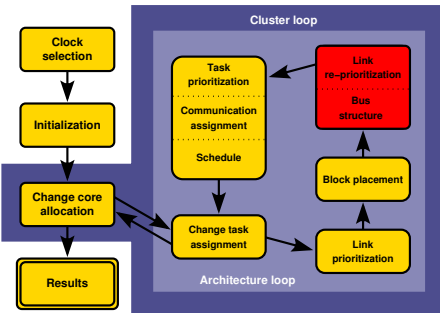 Cluster loop
Clock
selection
Initialization
Change core
allocation
Results
Task
prioritization
Communication
assignment
Schedule
Change task
assignment
Link
re-prioritization
Bus
structure
Block placement
Link
prioritization
Architecture loop